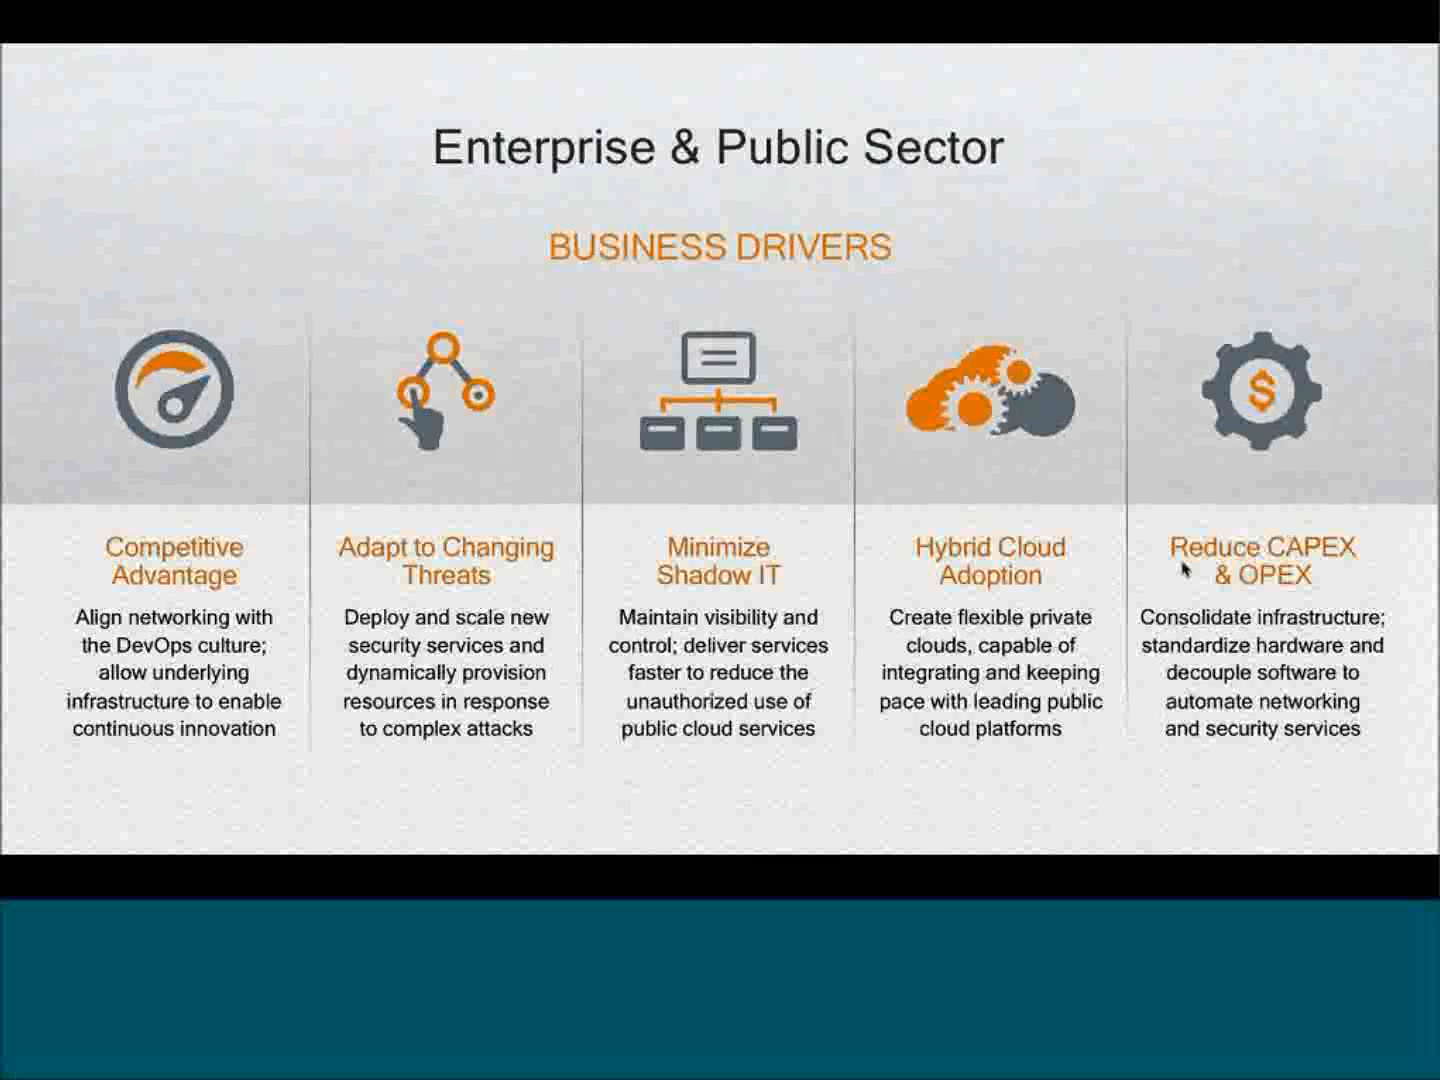 Enterprise & Public Sector
BUSINESS DRIVERS
$
Competitive
Advantage
Align networking with
the DevOps culture;
allow underlying
infrastructure to enable
continuous innovation
Adapt to Changing
Threats
Deploy and scale new
security services and
dynamically provision
resources in response
to complex attacks
Minimize
Shadow IT
Maintain visibility and
control; deliver services
faster to reduce the
unauthorized use of
public cloud services
Hybrid Cloud
Adoption
Create flexible private
clouds, capable of
integrating and keeping
pace with leading public
cloud platforms
Reduce CAPEX
& OPEX
Consolidate infrastructure;
standardize hardware and
decouple software to
automate networking
and security services